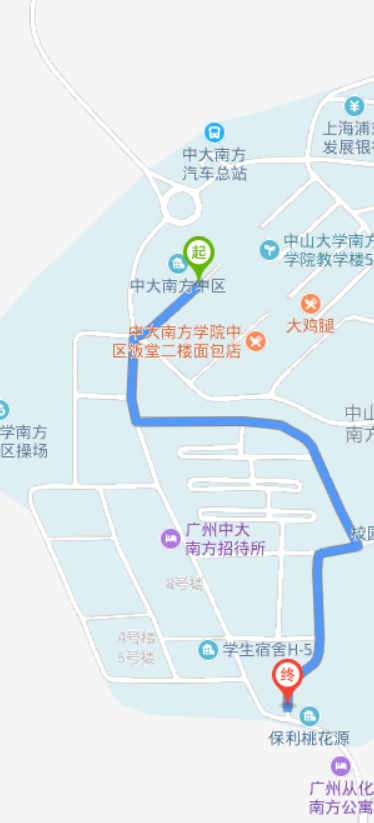 ¥
上海浦
发展银
中大南方
汽车总站
起
中山大学南方
学院教学楼5
中大南方中区
大鸡腿
中大南方学院中
区饭堂二楼面包店
中山
南方
学南方
区操场
校园
广州中大
南方招待所
8号楼
4号楼
5号楼
学生宿舍H-5
终
保利桃花源
广州从化
南方公寓